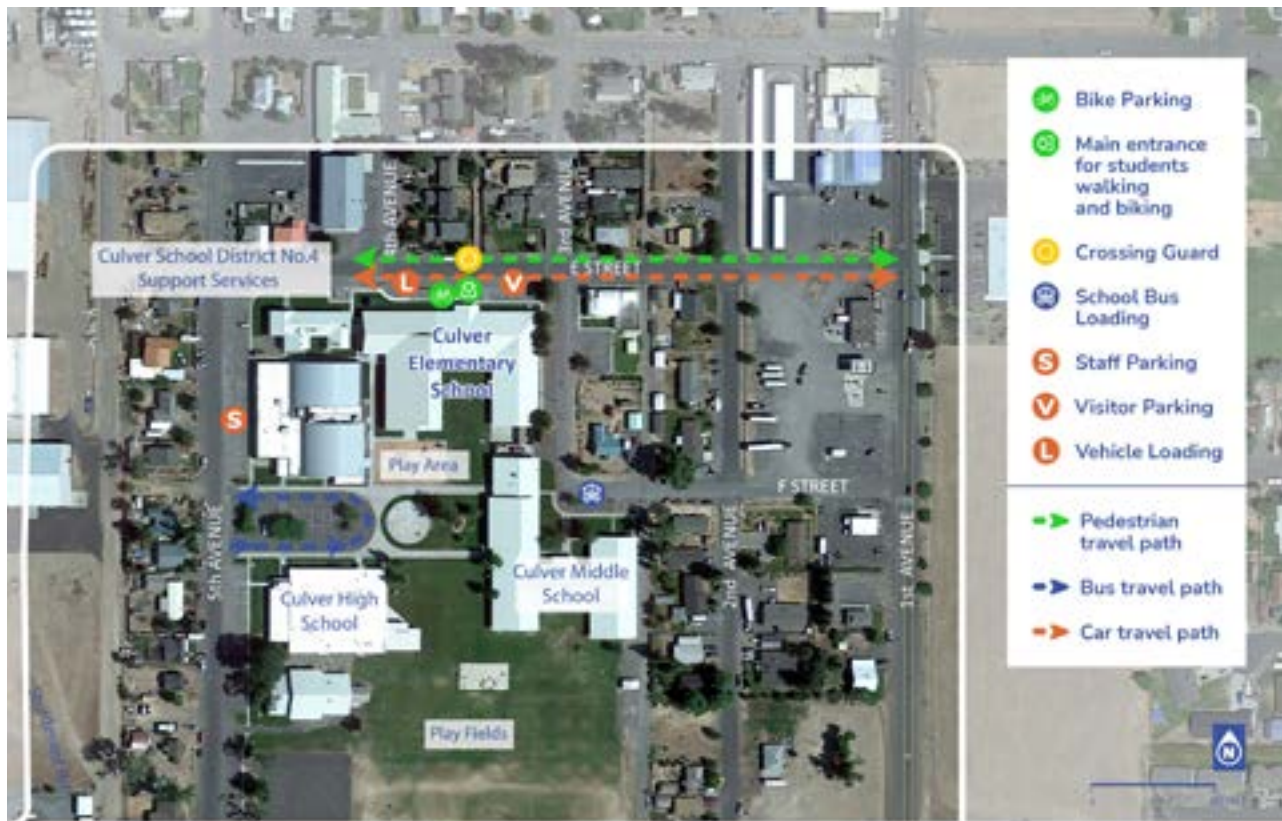 4th AVENUE
3rd AVENUE
E STREET
Culver School District No.4
Support Services
L
V
Culver
Elementary
School
S
Play Area
F STREET
5th AVENUE
2nd AVENUE
1st AVENUE
Culver Middle
School
Culver High
School
Play Fields
Bike Parking
Main entrance
for students
walking
and biking
Crossing Guard
School Bus
Loading
S
Staff Parking
V
Visitor Parking
L
Vehicle Loading
Pedestrian
travel path
Bus travel path
Car travel path
N